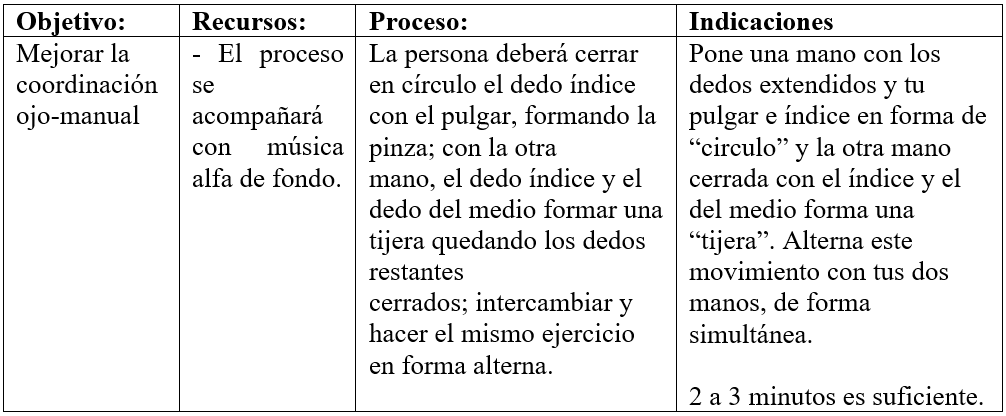 Objetivo:
Recursos:
Proceso:
Indicaciones
Mejorar la
coordinación
ojo-manual
- El proceso
se
acompañará
con música
alfa de fondo.
La persona deberá cerrar
en círculo el dedo índice
con el pulgar, formando la
pinza; con la otra
mano, el dedo índice y el
dedo del medio formar una
tijera quedando los dedos
restantes
cerrados; intercambiar y
hacer el mismo ejercicio
en forma alterna.
Pone una mano con los
dedos extendidos y tu
pulgar e índice en forma de
“circulo” y la otra mano
cerrada con el índice y el
del medio forma una
“tijera”. Alterna este
movimiento con tus dos
manos, de forma
simultánea.
2 a 3 minutos es suficiente.